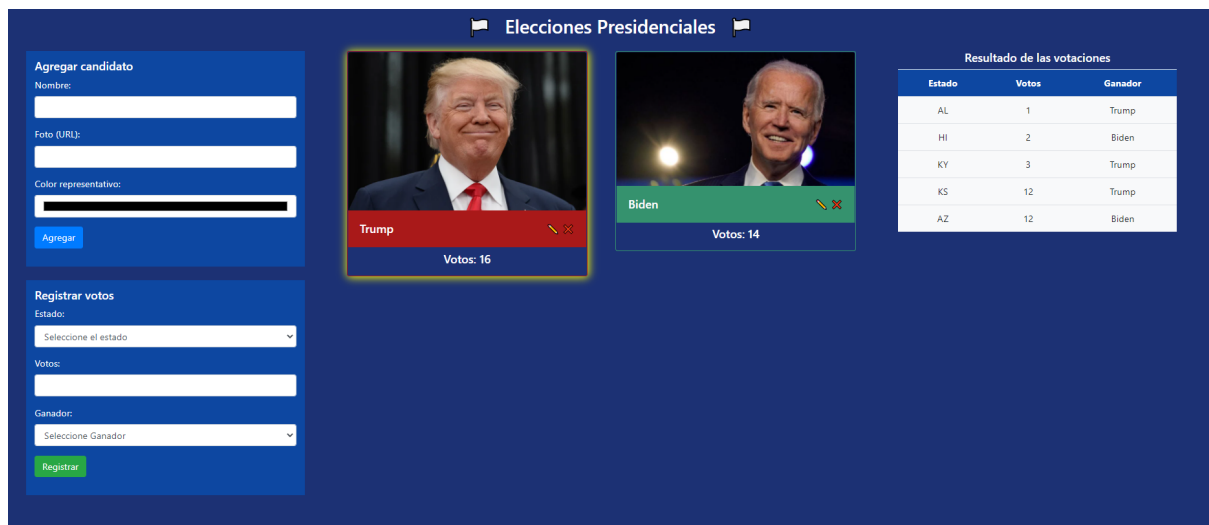 Elecciones Presidenciales
Agregar candidato
Nombre:
Foto (URL):
Color representativo:
Agregar
Registrar votos
Estado:
Seleccione el estado
Votos:
Ganador:
Seleccione Ganador
Registrar
Trump
Votos: 16
Biden
Votos: 14
Resultado de las votaciones
Estado Votos Ganador
AL 1 Trump
HI 2 Biden
KY 3 Trump
KS 12 Trump
AZ 12 Biden